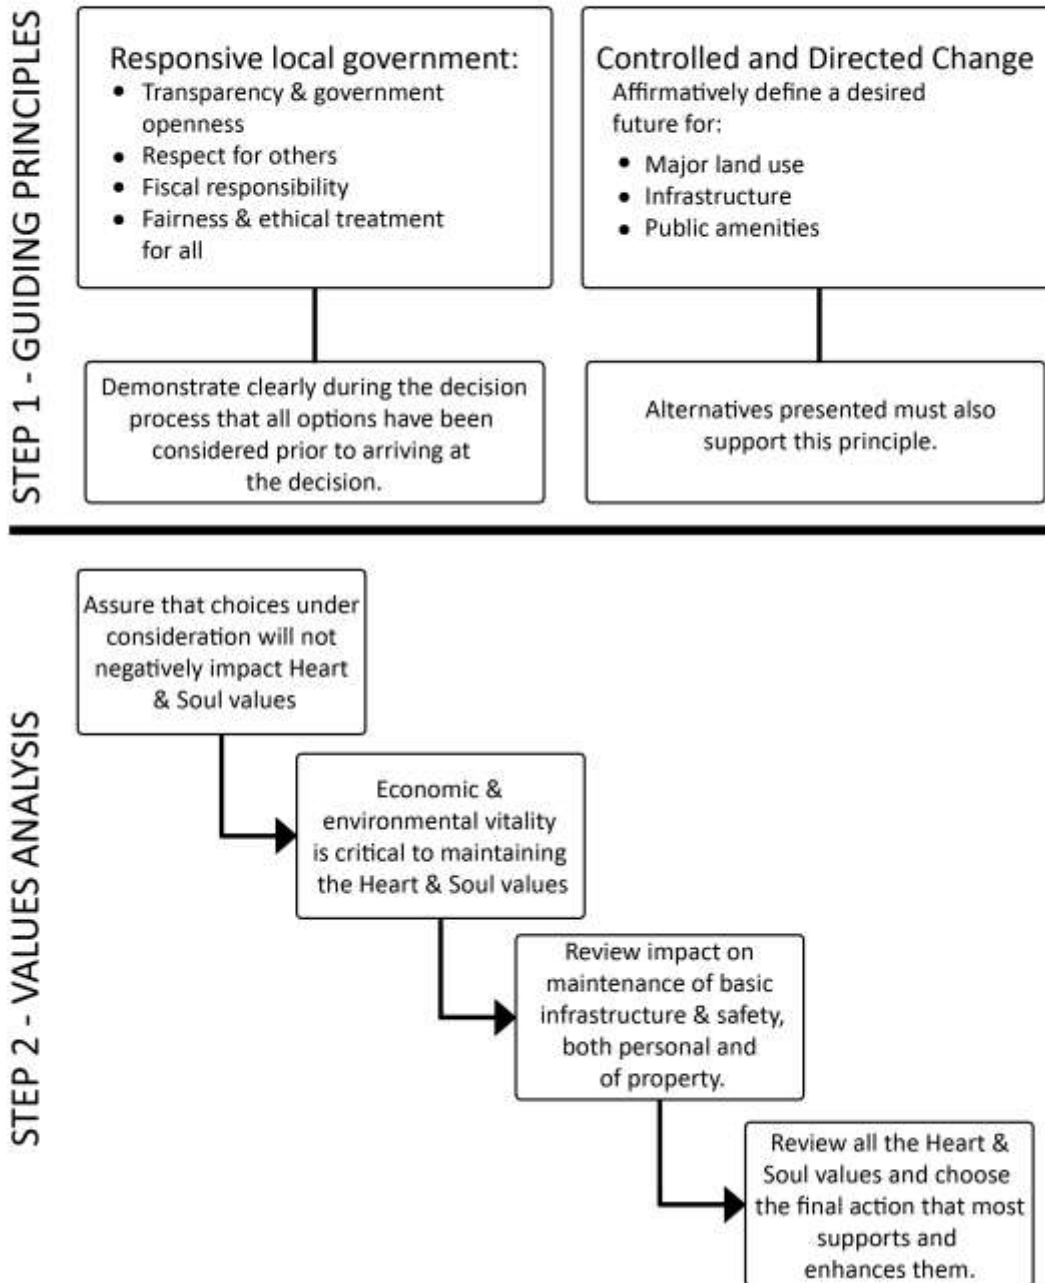 STEP 1 - GUIDING PRINCIPLES
Responsive local government:
• Transparency & government
openness
• Respect for others
• Fiscal responsibility
• Fairness & ethical treatment
for all
Demonstrate clearly during the decision
process that all options have been
considered prior to arriving at
the decision.
Controlled and Directed Change
Affirmatively define a desired
future for:
• Major land use
• Infrastructure
• Public amenities
Alternatives presented must also
support this principle.
STEP 2 - VALUES ANALYSIS
Assure that choices under
consideration will not
negatively impact Heart
& Soul values
Economic &
environmental vitality
is critical to maintaining
the Heart & Soul values
Review impact on
maintenance of basic
infrastructure & safety,
both personal and
of property.
Review all the Heart &
Soul values and choose
the final action that most
supports and
enhances them.